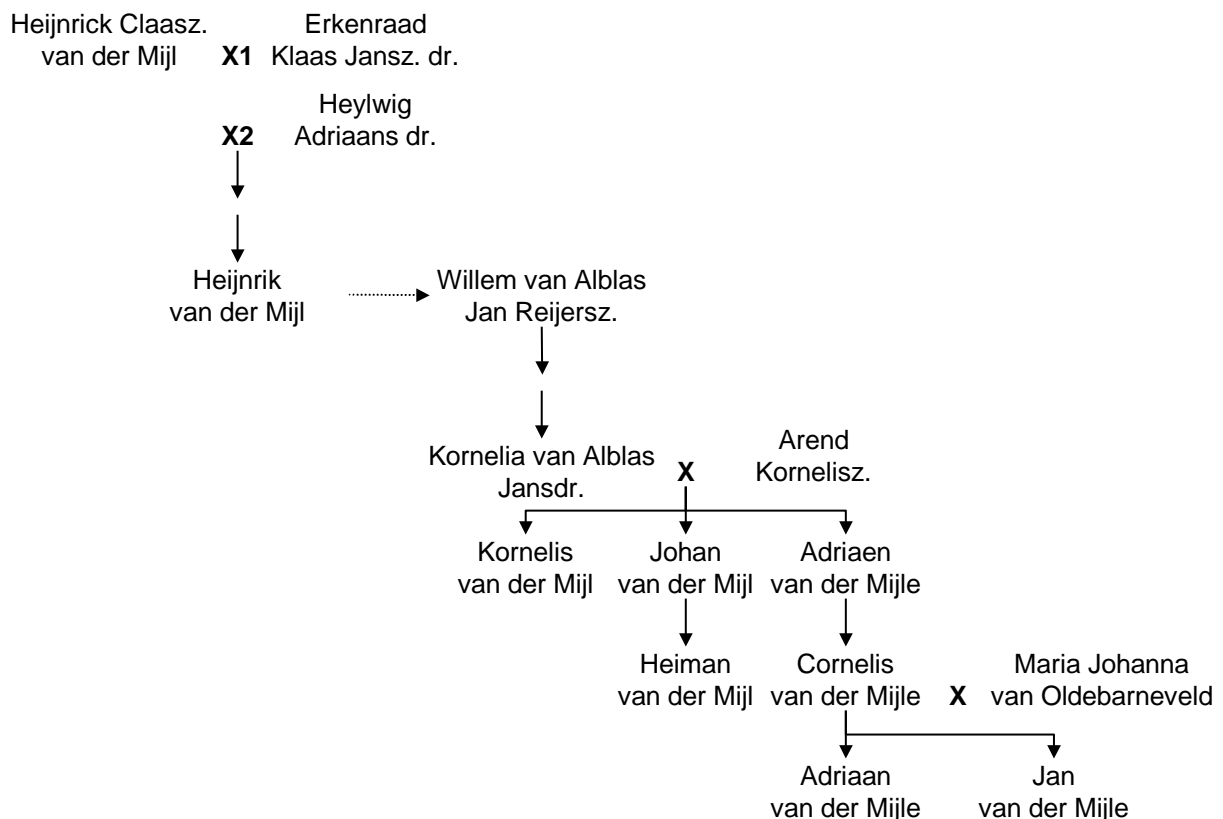 Heijnrick Claasz. Erkenraad
van der Mijl X1 Klaas Jansz. dr.
Heylwig
X2 Adriaans dr.
Heijnrik Willem van Alblas
van der Mijl Jan Reijersz.
Kornelia van Alblas Arend
Jansdr. X Kornelisz.
Kornelis Johan Adriaen
van der Mijl van der Mijl van der Mijle
Heiman Cornelis Maria Johanna
van der Mijl van der Mijle X van Oldebarneveld
Adriaan Jan
van der Mijle van der Mijle